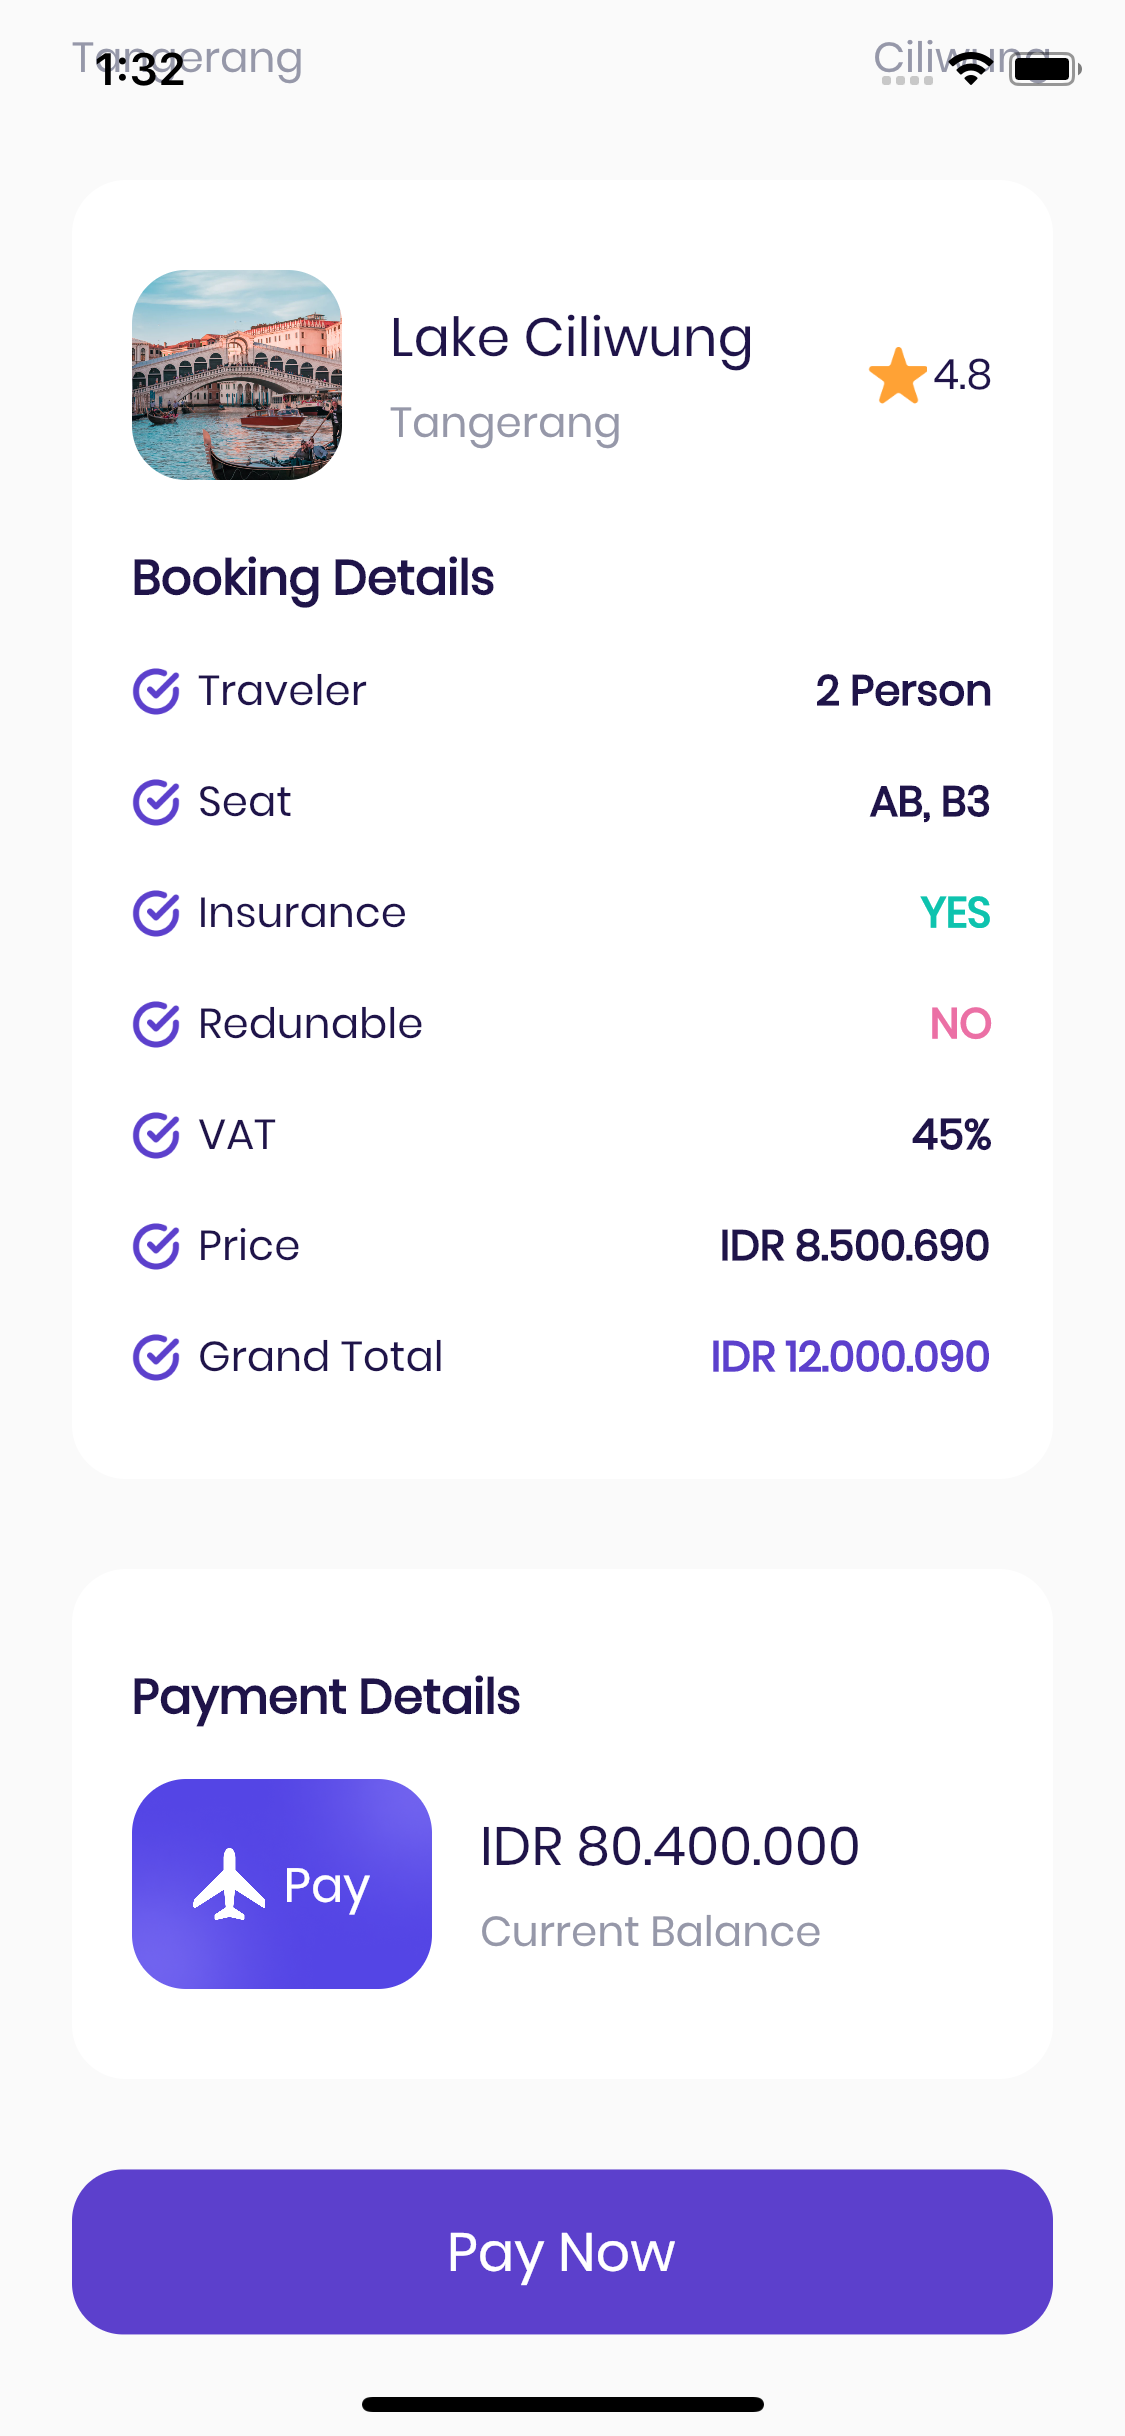 Tangerang
Ciliwung
1:32
Lake Ciliwung
Tangerang
4.8
Booking Details
Traveler 2 Person
Seat AB, B3
Insurance YES
Redunable NO
VAT 45%
Price IDR 8.500.690
Grand Total IDR 12.000.090
Payment Details
Pay
IDR 80.400.000
Current Balance
Pay Now